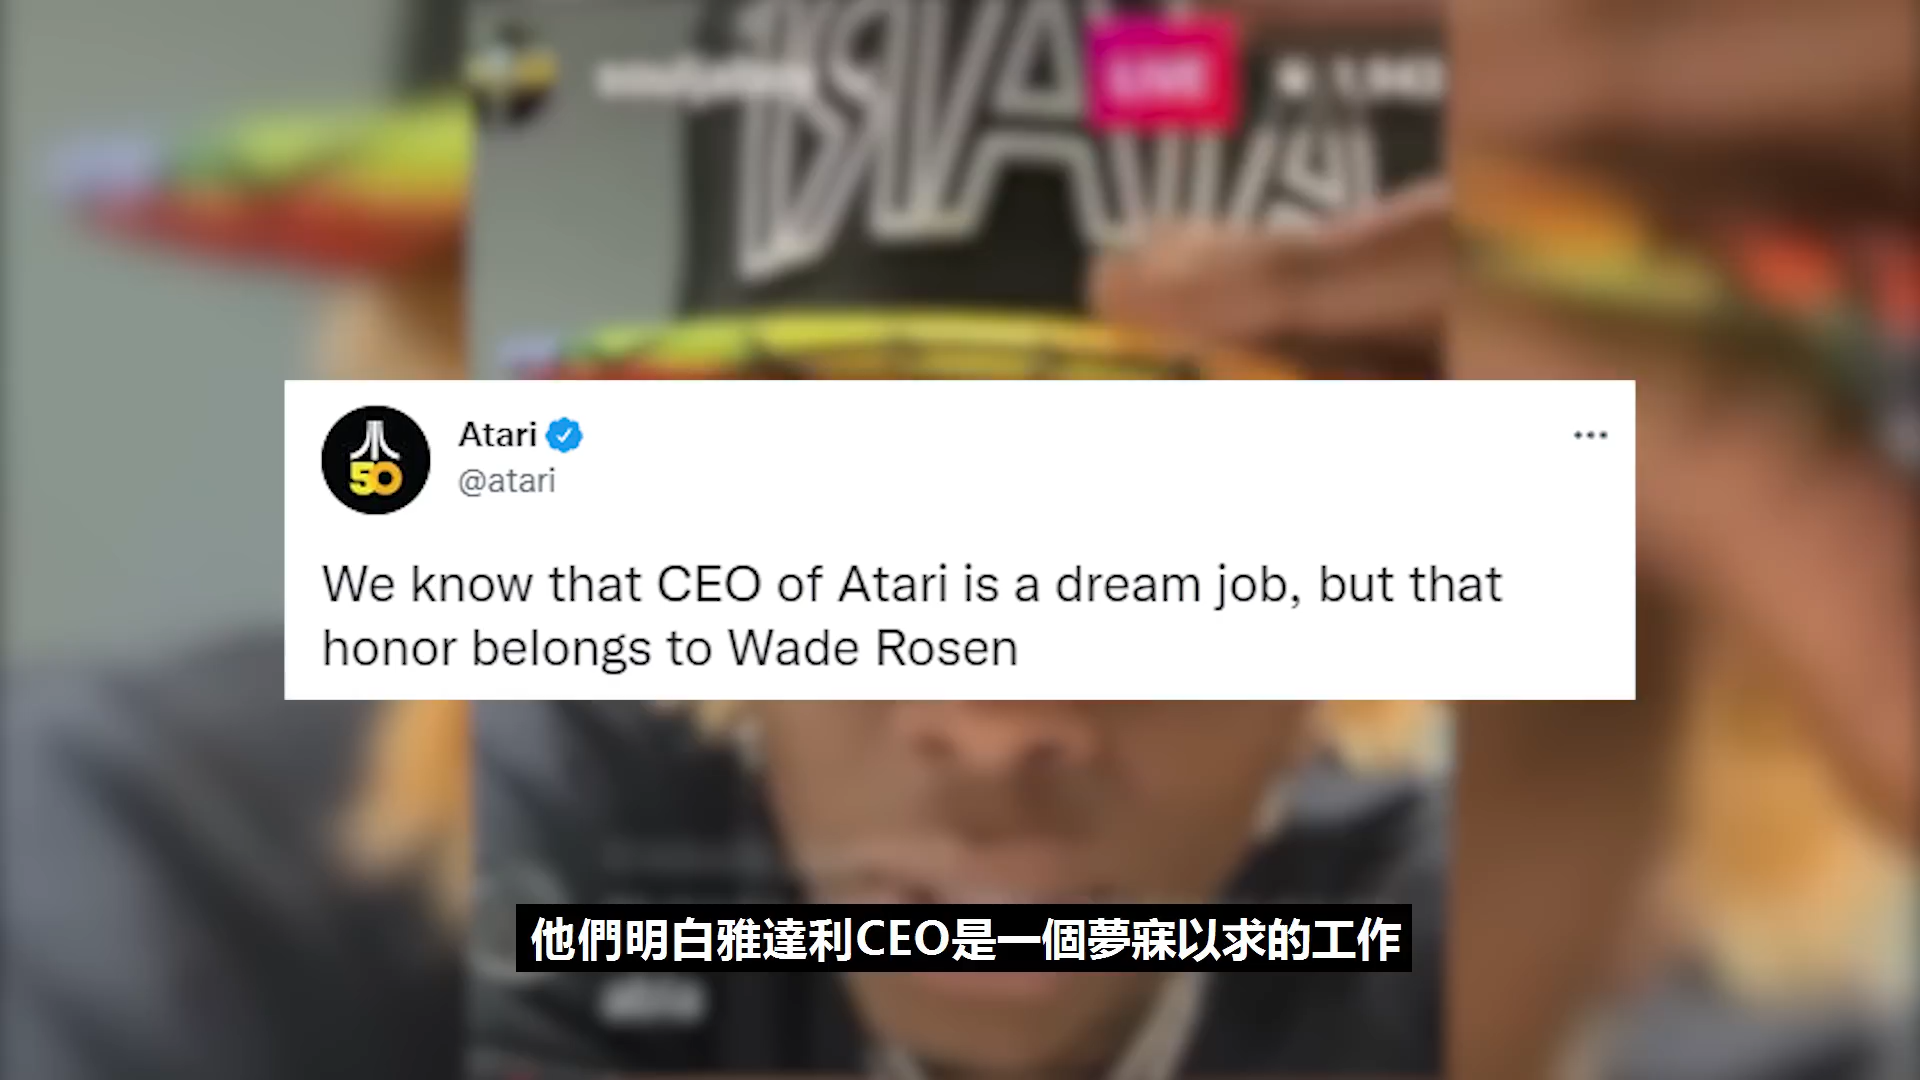 LIVE
Atari
@atari
50
We know that CEO of Atari is a dream job, but that
honor belongs to Wade Rosen
他們明白雅達利CEO是一個夢寐以求的工作